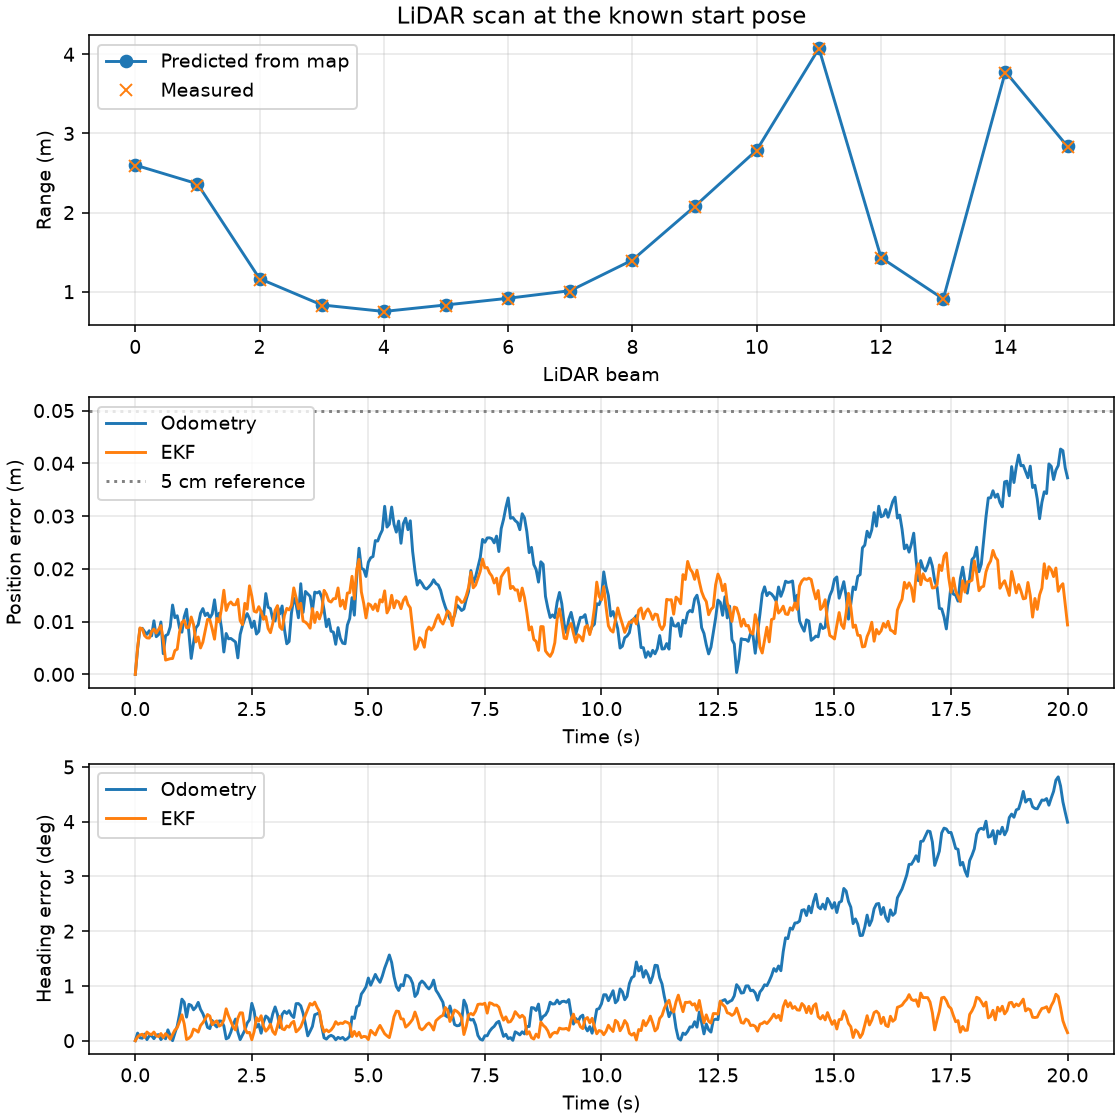 LiDAR scan at the known start pose
Predicted from map
Measured
Range (m)
4
3
2
1
0 2 4 6 8 10 12 14
LiDAR beam
Odometry
EKF
5 cm reference
Position error (m)
0.05
0.04
0.03
0.02
0.01
0.00
0.0 2.5 5.0 7.5 10.0 12.5 15.0 17.5 20.0
Time (s)
Odometry
EKF
Heading error (deg)
5
4
3
2
1
0
0.0 2.5 5.0 7.5 10.0 12.5 15.0 17.5 20.0
Time (s)